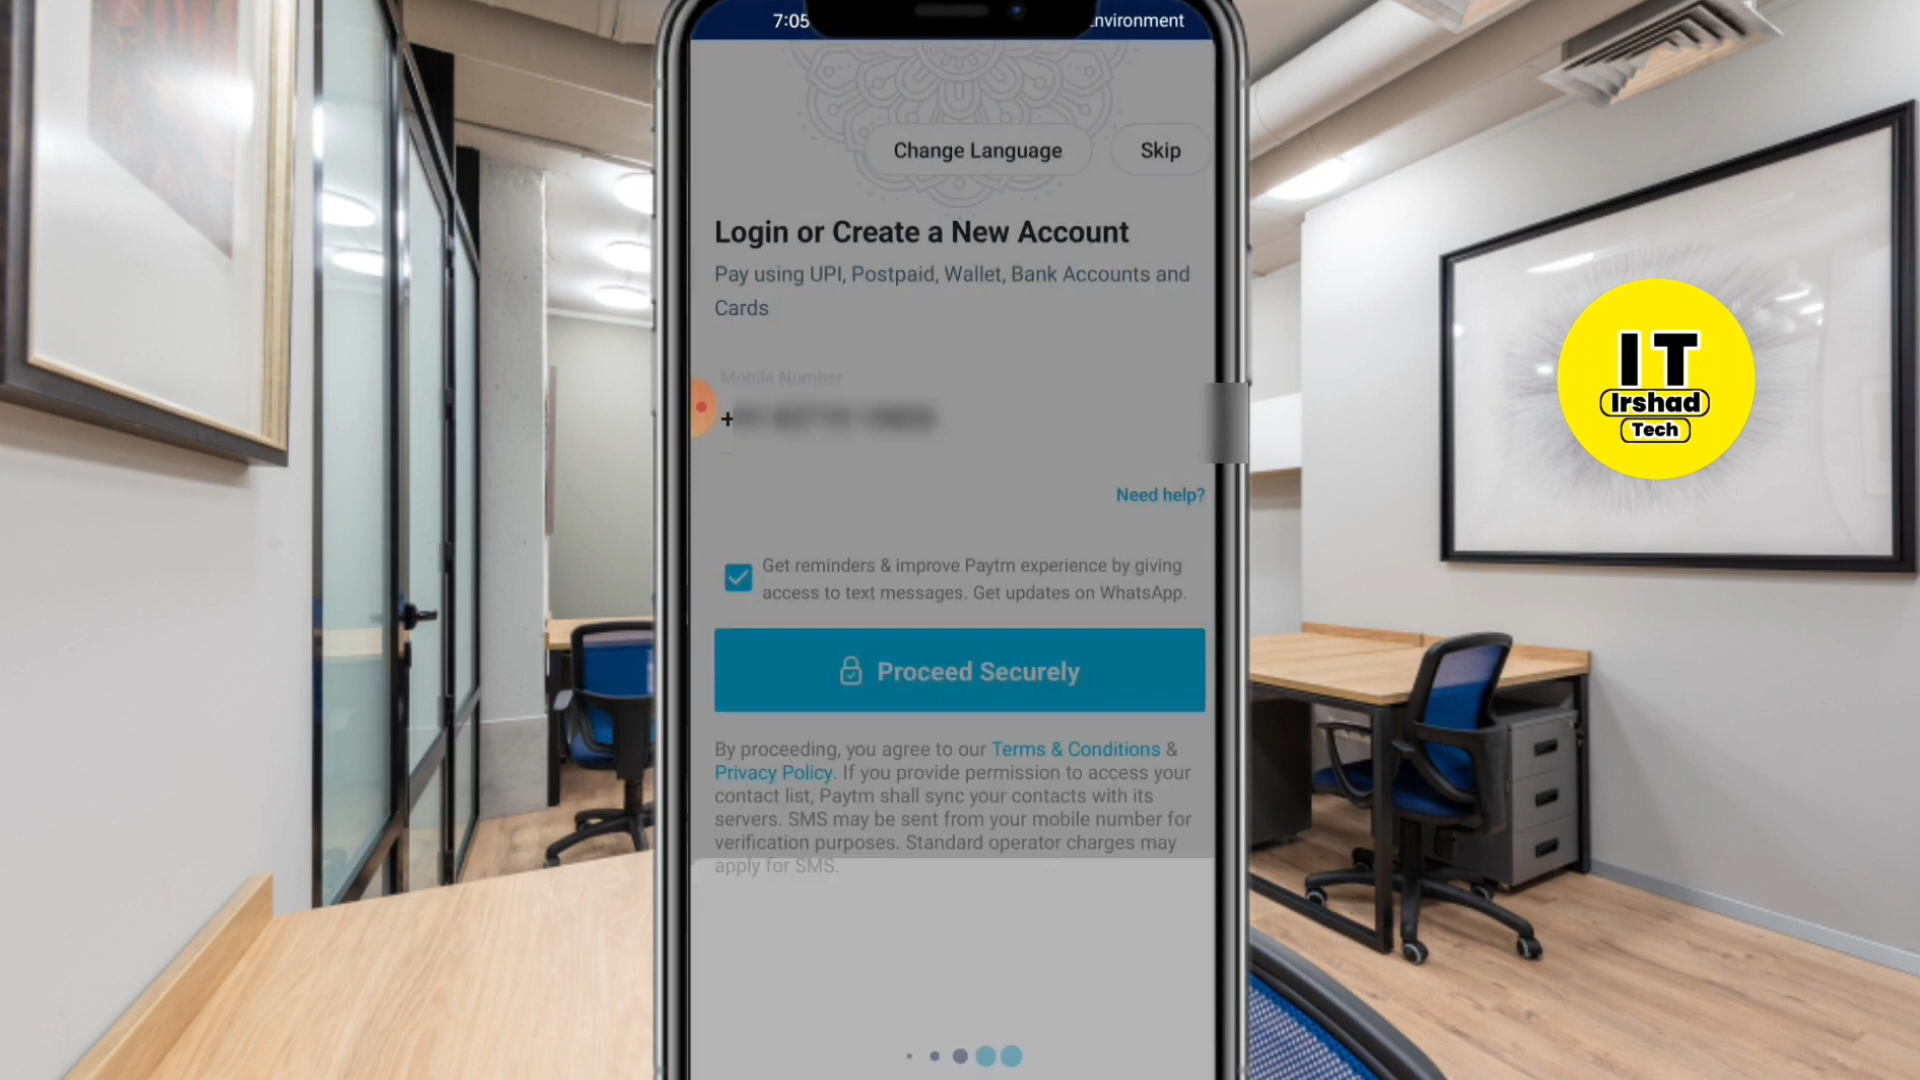 7:05
nvironment
Change Language
Skip
Login or Create a New Account
Pay using UPI, Postpaid, Wallet, Bank Accounts and
Cards
Mobile Number
+
Need help?
Get reminders & improve Paytm experience by giving
access to text messages. Get updates on WhatsApp.
Proceed Securely
By proceeding, you agree to our Terms & Conditions &
Privacy Policy. If you provide permission to access your
contact list, Paytm shall sync your contacts with its
servers. SMS may be sent from your mobile number for
verification purposes. Standard operator charges may
apply for SMS.
IT
Irshad
Tech